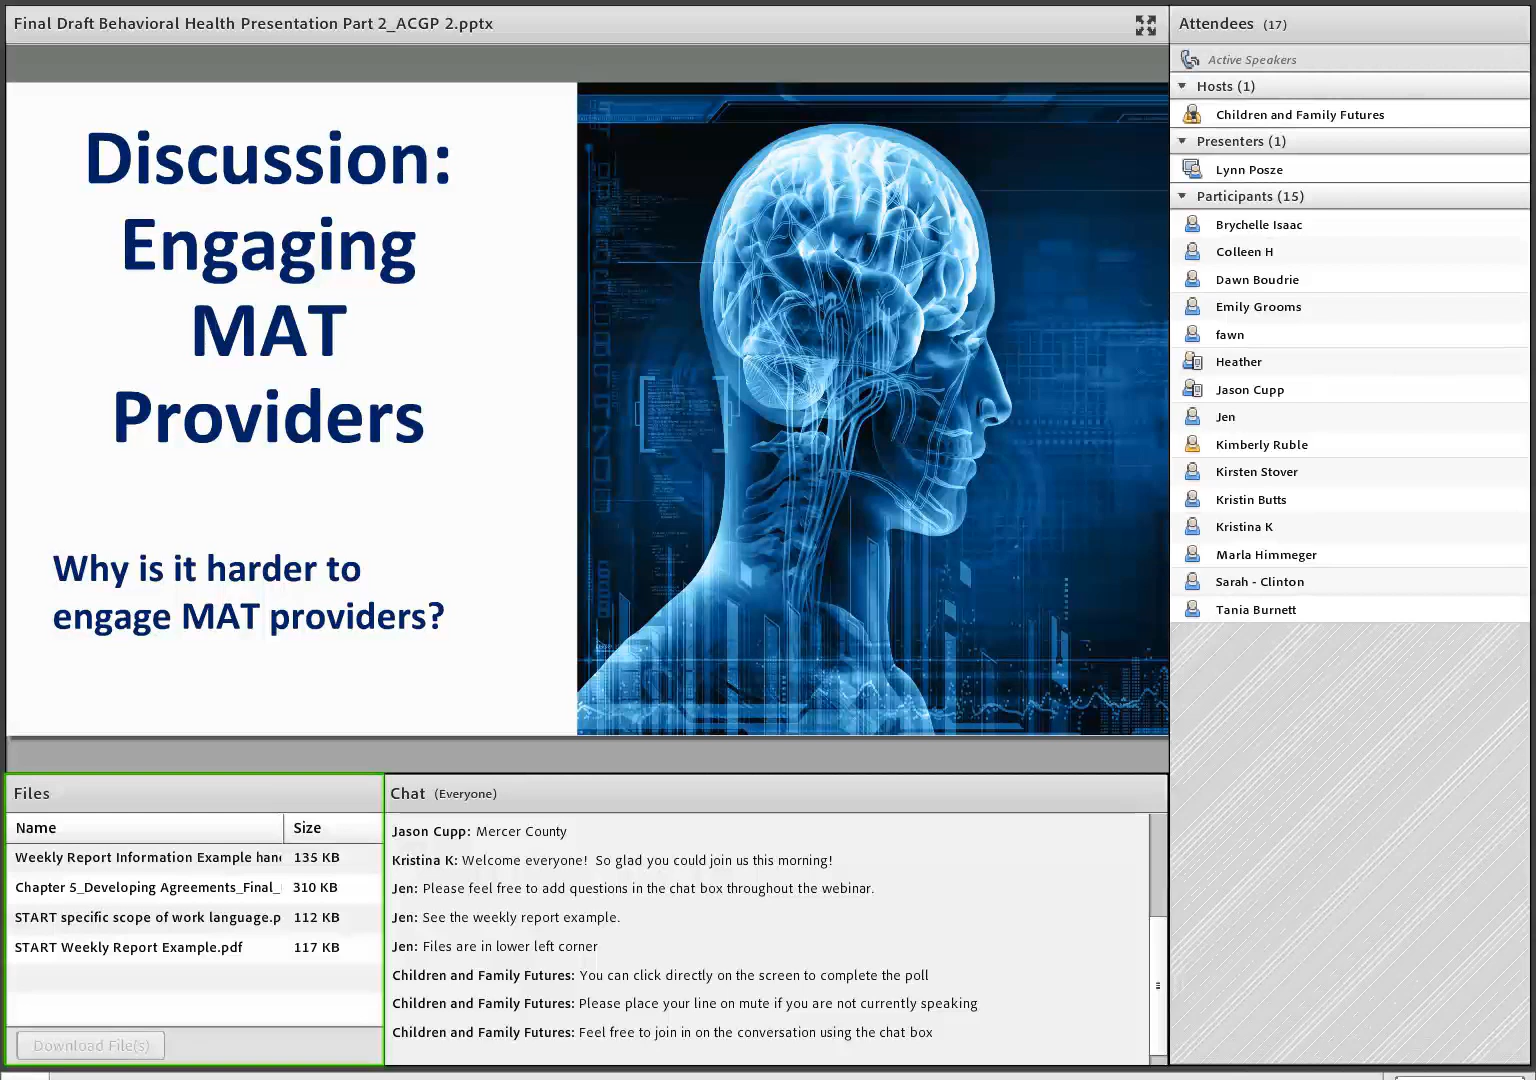 Final Draft Behavioral Health Presentation Part 2_ACGP 2.pptx
Discussion:
Engaging
MAT
Providers
Why is it harder to
engage MAT providers?
Files
Name Size
Weekly Report Information Example han 135 KB
Chapter 5_Developing Agreements_Final_ 310 KB
START specific scope of work language.p 112 KB
START Weekly Report Example.pdf 117 KB
Download File(s)
Chat (Everyone)
Jason Cupp: Mercer County
Kristina K: Welcome everyone! So glad you could join us this morning!
Jen: Please feel free to add questions in the chat box throughout the webinar.
Jen: See the weekly report example.
Jen: Files are in lower left corner
Children and Family Futures: You can click directly on the screen to complete the poll
Children and Family Futures: Please place your line on mute if you are not currently speaking
Children and Family Futures: Feel free to join in on the conversation using the chat box
Attendees (17)
Active Speakers
Hosts (1)
Children and Family Futures
Presenters (1)
Lynn Posze
Participants (15)
Brychelle Isaac
Colleen H
Dawn Boudrie
Emily Grooms
fawn
Heather
Jason Cupp
Jen
Kimberly Ruble
Kirsten Stover
Kristin Butts
Kristina K
Marla Himmeger
Sarah - Clinton
Tania Burnett